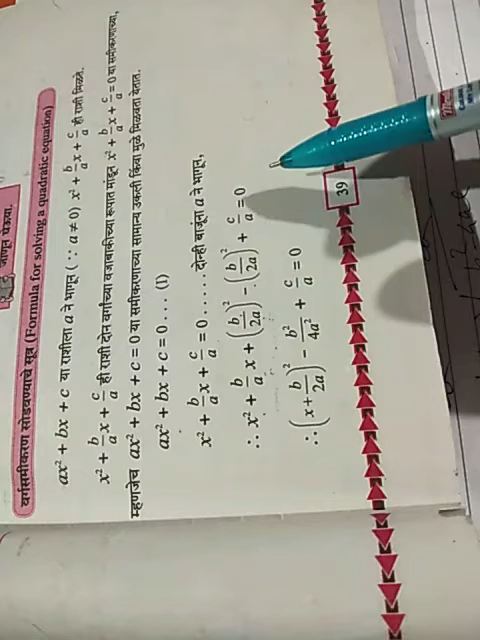 जाणून घेऊया.
वर्गसमीकरण सोडवण्याचे सूत्र (Formula for solving a quadratic equation)
ax² + bx + c या राशीला a ने भागून (∵ a ≠ 0) x² + b/a x + c/a ही राशी मिळते.
x² + b/a x + c/a ही राशी दोन वर्गांच्या वजाबाकीच्या रूपात मांडून x² + b/a x + c/a = 0 या समीकरणाच्या,
म्हणजेच ax² + bx + c = 0 या समीकरणाच्या सामान्य उकली किंवा मुळे मिळवता येतात.
ax² + bx + c = 0 .... (I)
x² + b/a x + c/a = 0 ...... दोन्ही बाजूंना a ने भागून,
∴ x² + b/a x + (b/2a)² - (b/2a)² + c/a = 0
∴ (x + b/2a)² - b²/4a² + c/a = 0
39